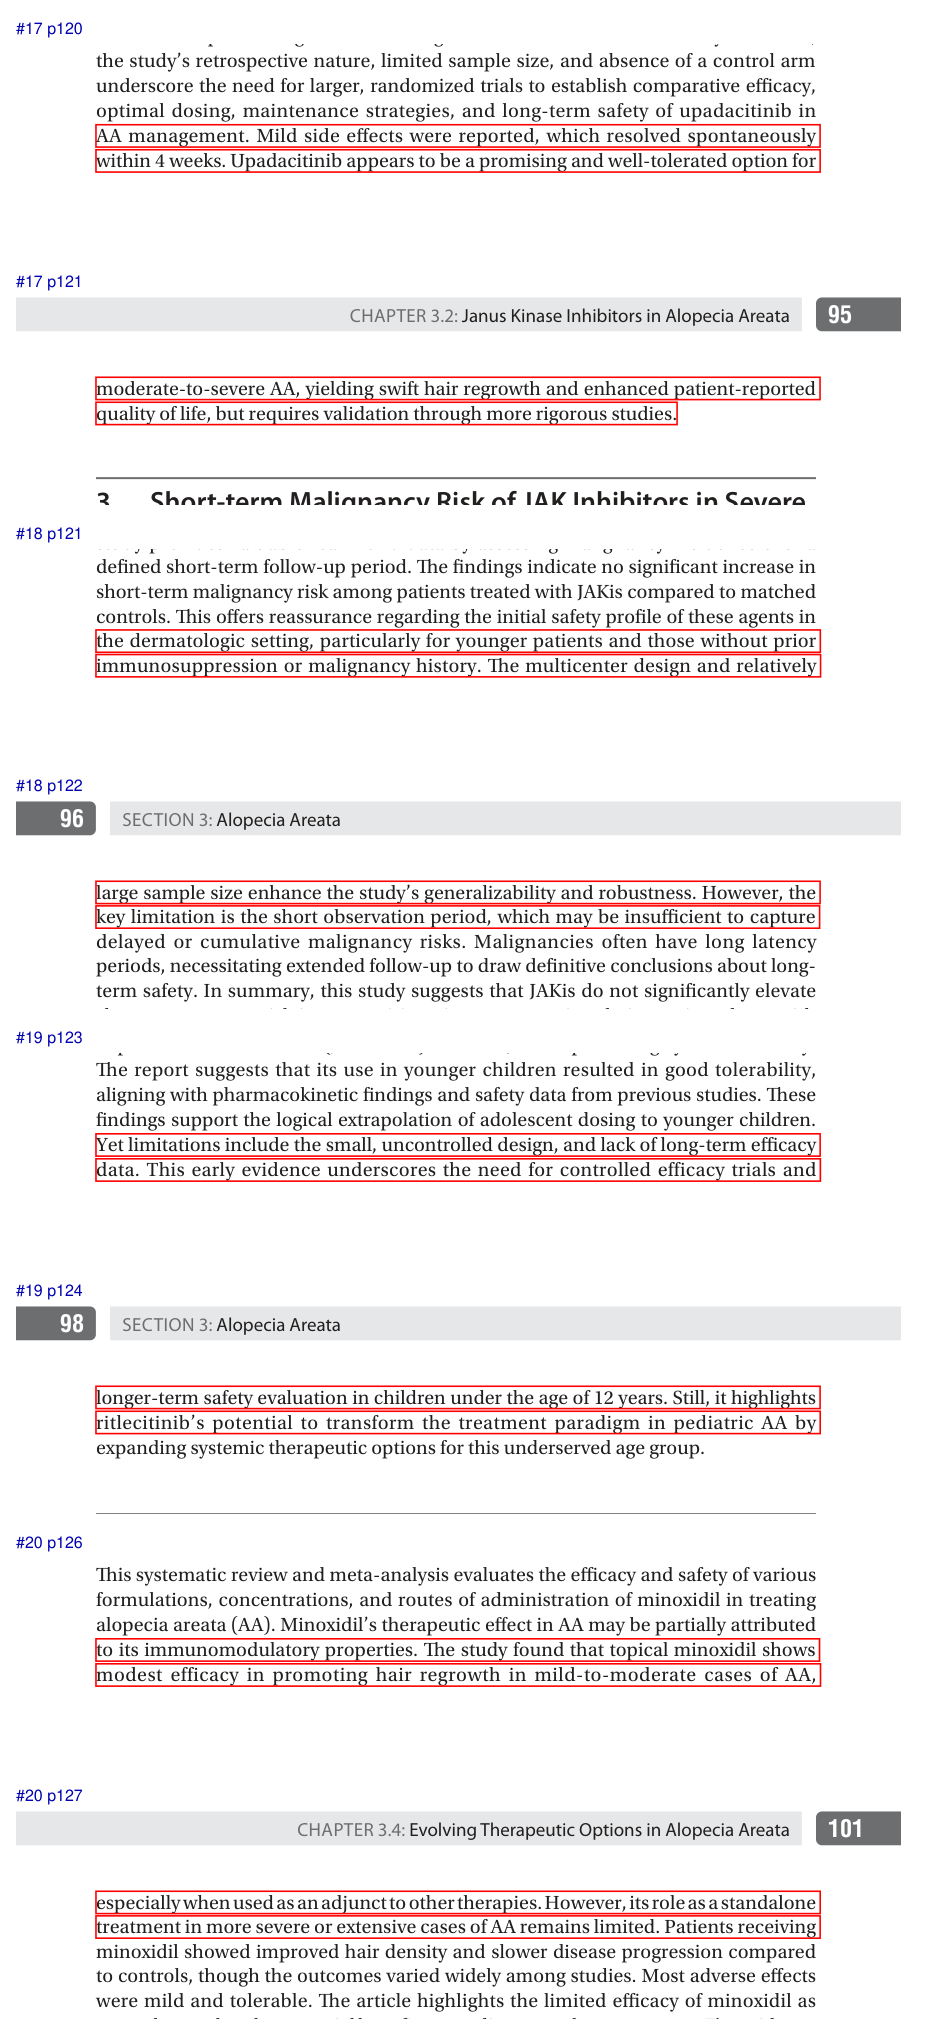 #17 p120
the study's retrospective nature, limited sample size, and absence of a control arm
underscore the need for larger, randomized trials to establish comparative efficacy,
optimal dosing, maintenance strategies, and long-term safety of upadacitinib in
AA management. Mild side effects were reported, which resolved spontaneously
within 4 weeks. Upadacitinib appears to be a promising and well-tolerated option for
#17 p121
CHAPTER 3.2: Janus Kinase Inhibitors in Alopecia Areata 95
moderate-to-severe AA, yielding swift hair regrowth and enhanced patient-reported
quality of life, but requires validation through more rigorous studies.
3 Short-term Malignancy Risk of JAK Inhibitors in Severe
#18 p121
defined short-term follow-up period. The findings indicate no significant increase in
short-term malignancy risk among patients treated with JAKis compared to matched
controls. This offers reassurance regarding the initial safety profile of these agents in
the dermatologic setting, particularly for younger patients and those without prior
immunosuppression or malignancy history. The multicenter design and relatively
#18 p122
96 SECTION 3: Alopecia Areata
large sample size enhance the study's generalizability and robustness. However, the
key limitation is the short observation period, which may be insufficient to capture
delayed or cumulative malignancy risks. Malignancies often have long latency
periods, necessitating extended follow-up to draw definitive conclusions about long-
term safety. In summary, this study suggests that JAKis do not significantly elevate
#19 p123
The report suggests that its use in younger children resulted in good tolerability,
aligning with pharmacokinetic findings and safety data from previous studies. These
findings support the logical extrapolation of adolescent dosing to younger children.
Yet limitations include the small, uncontrolled design, and lack of long-term efficacy
data. This early evidence underscores the need for controlled efficacy trials and
#19 p124
98 SECTION 3: Alopecia Areata
longer-term safety evaluation in children under the age of 12 years. Still, it highlights
ritlecitinib's potential to transform the treatment paradigm in pediatric AA by
expanding systemic therapeutic options for this underserved age group.
#20 p126
This systematic review and meta-analysis evaluates the efficacy and safety of various
formulations, concentrations, and routes of administration of minoxidil in treating
alopecia areata (AA). Minoxidil's therapeutic effect in AA may be partially attributed
to its immunomodulatory properties. The study found that topical minoxidil shows
modest efficacy in promoting hair regrowth in mild-to-moderate cases of AA,
#20 p127
CHAPTER 3.4: Evolving Therapeutic Options in Alopecia Areata 101
especially when used as an adjunct to other therapies. However, its role as a standalone
treatment in more severe or extensive cases of AA remains limited. Patients receiving
minoxidil showed improved hair density and slower disease progression compared
to controls, though the outcomes varied widely among studies. Most adverse effects
were mild and tolerable. The article highlights the limited efficacy of minoxidil as